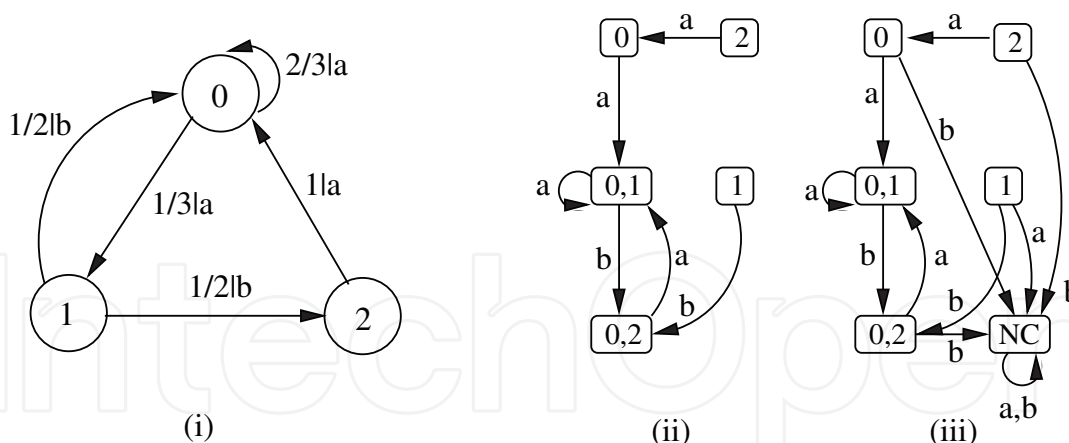 0
2/3|a
1/2|b
1/3|a
1|a
1/2|b
1
2
(i)
a
0
2
a
a
0,1
1
b
a
b
0,2
(ii)
a
0
2
a
b
a
0,1
1
a
b
a
b
b
0,2
b
NC
a,b
(iii)
IntechOpen